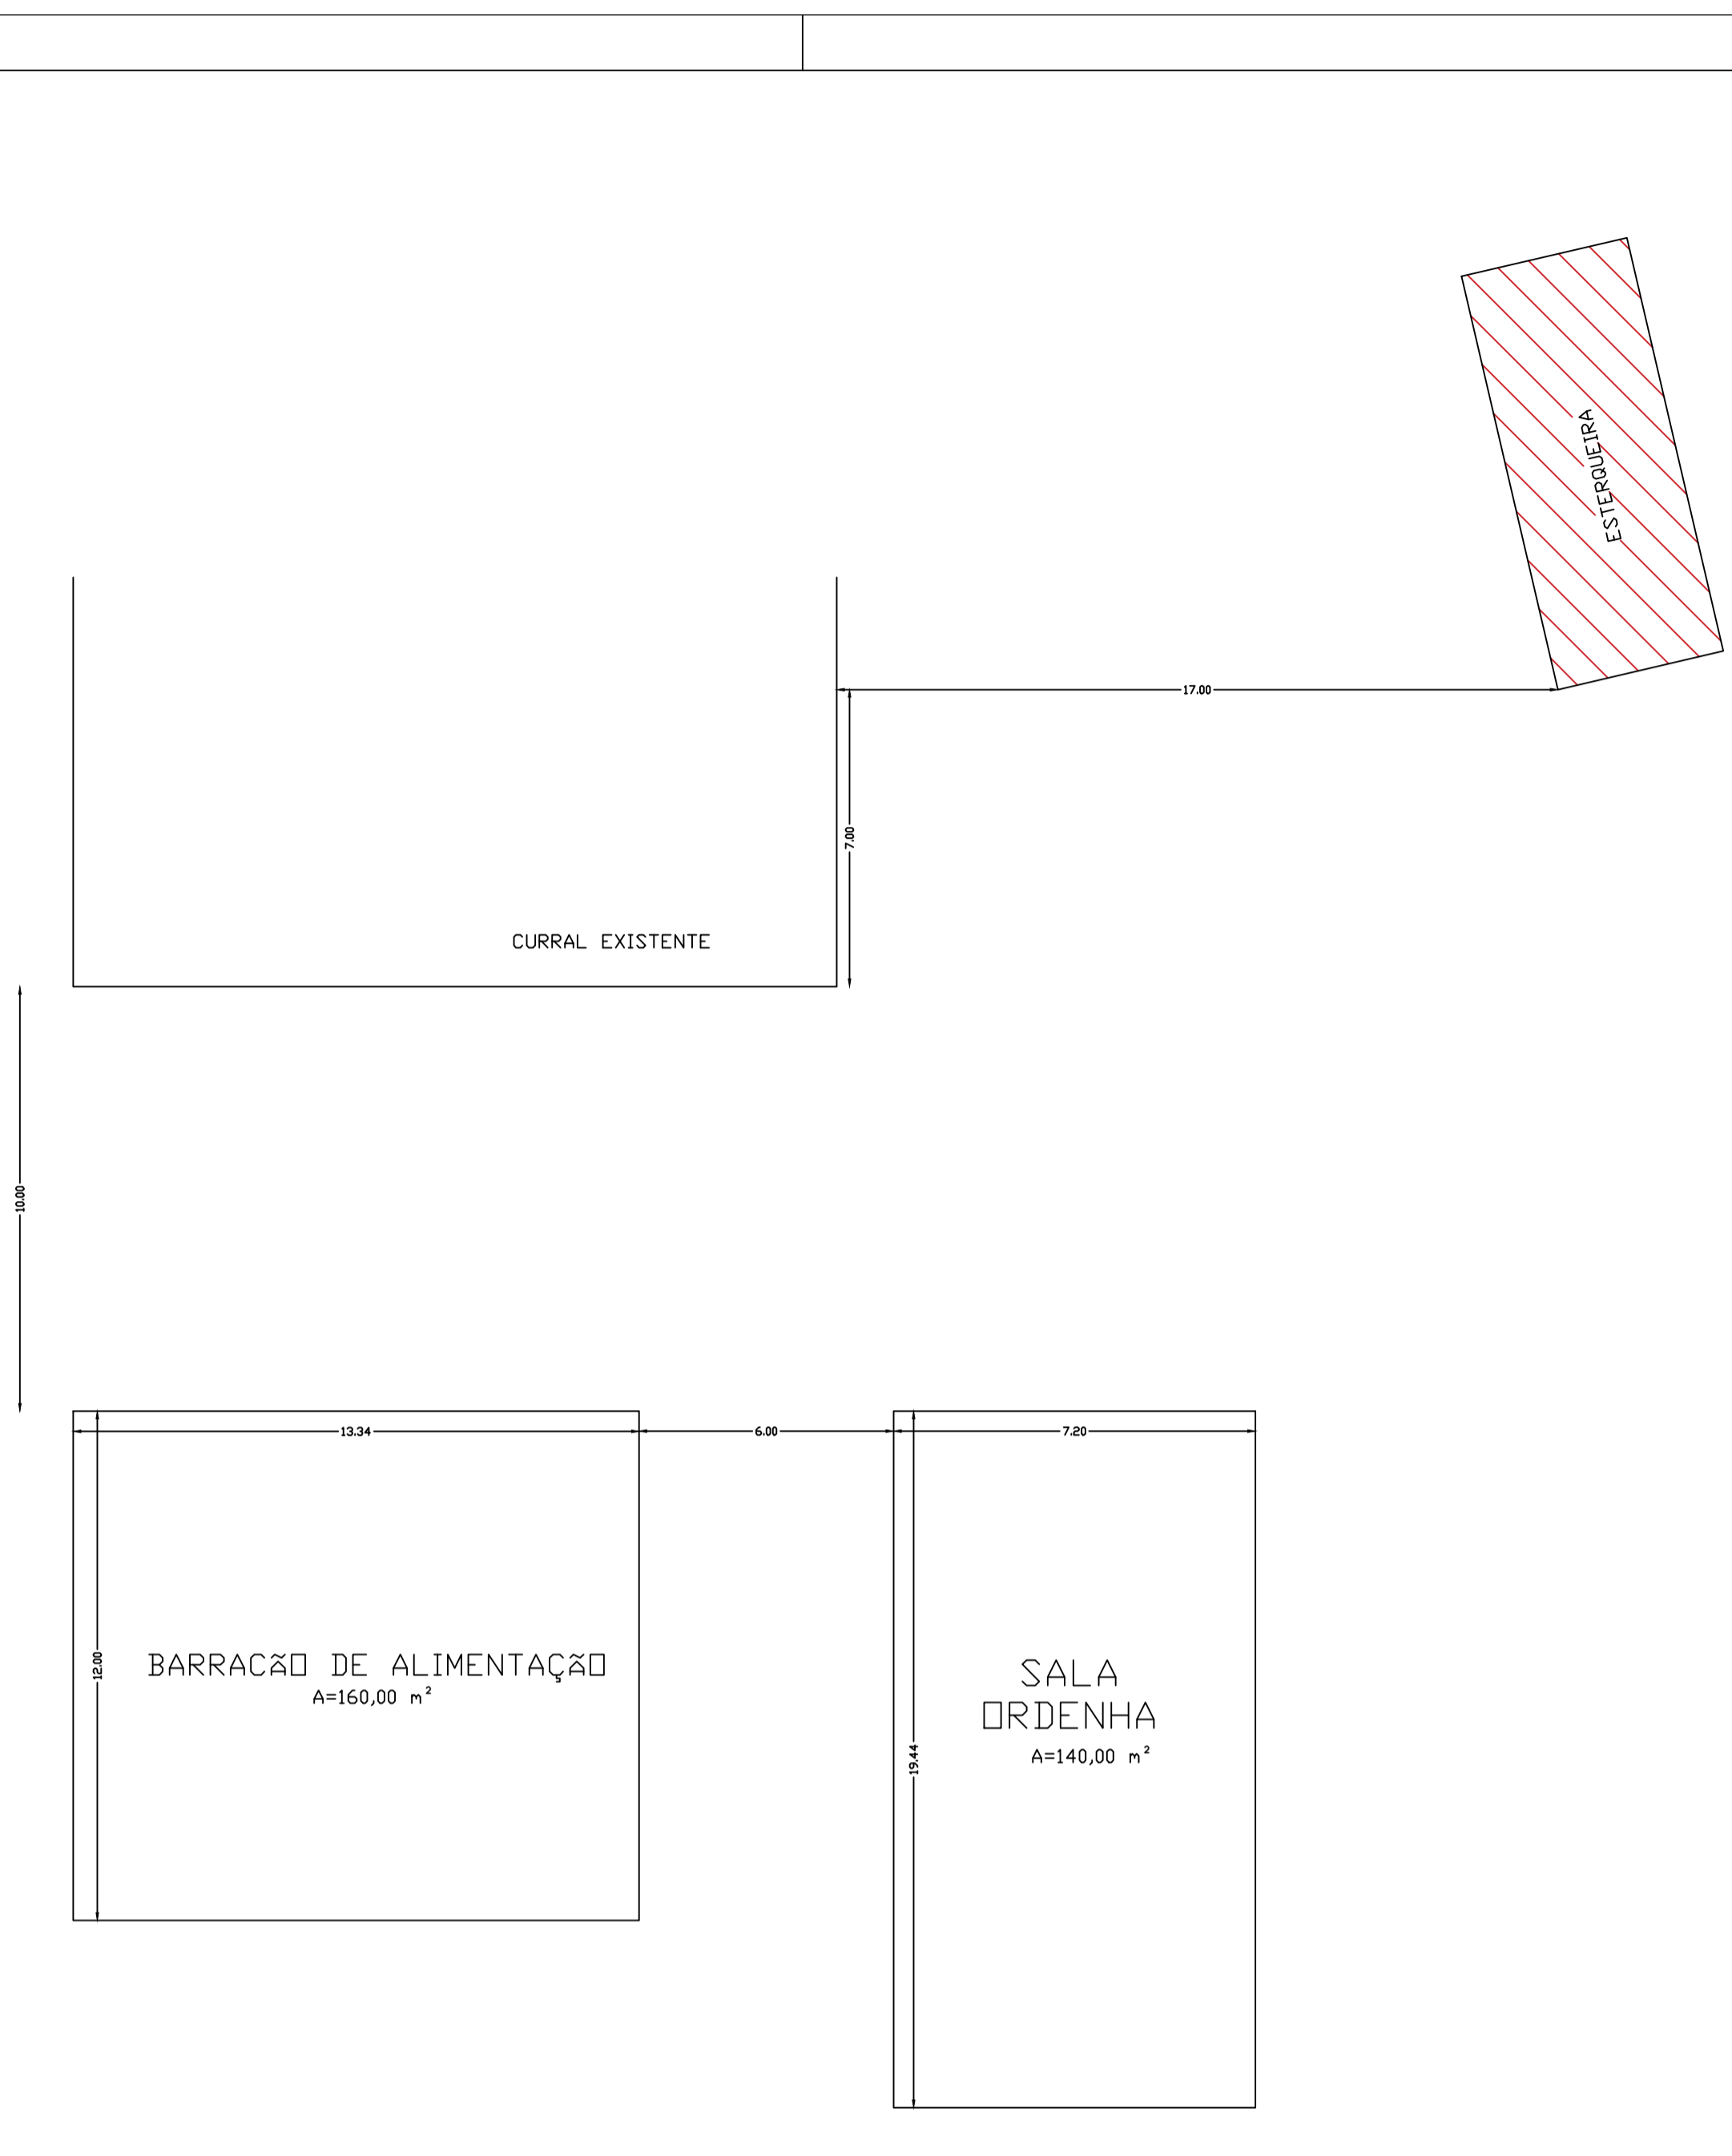 ESTERQUEIRA
17.00
7.00
CURRAL EXISTENTE
10.00
13.34
6.00
7.20
12.00
BARRACÃO DE ALIMENTAÇÃO
A=160,00 m²
SALA
ORDENHA
A=140,00 m²
19.44